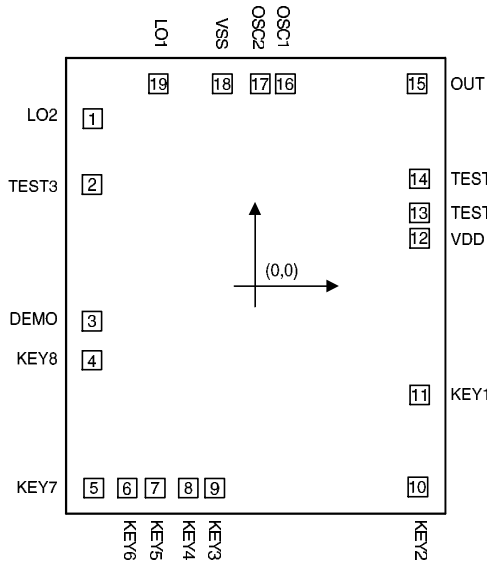 LO1 VSS OSC2 OSC1
19 18 17 16 15 OUT
LO2 1
TEST3 2
14 TEST
13 TEST
12 VDD
(0,0)
DEMO 3
KEY8 4
11 KEY1
KEY7 5 6 7 8 9 10
KEY6 KEY5 KEY4 KEY3 KEY2